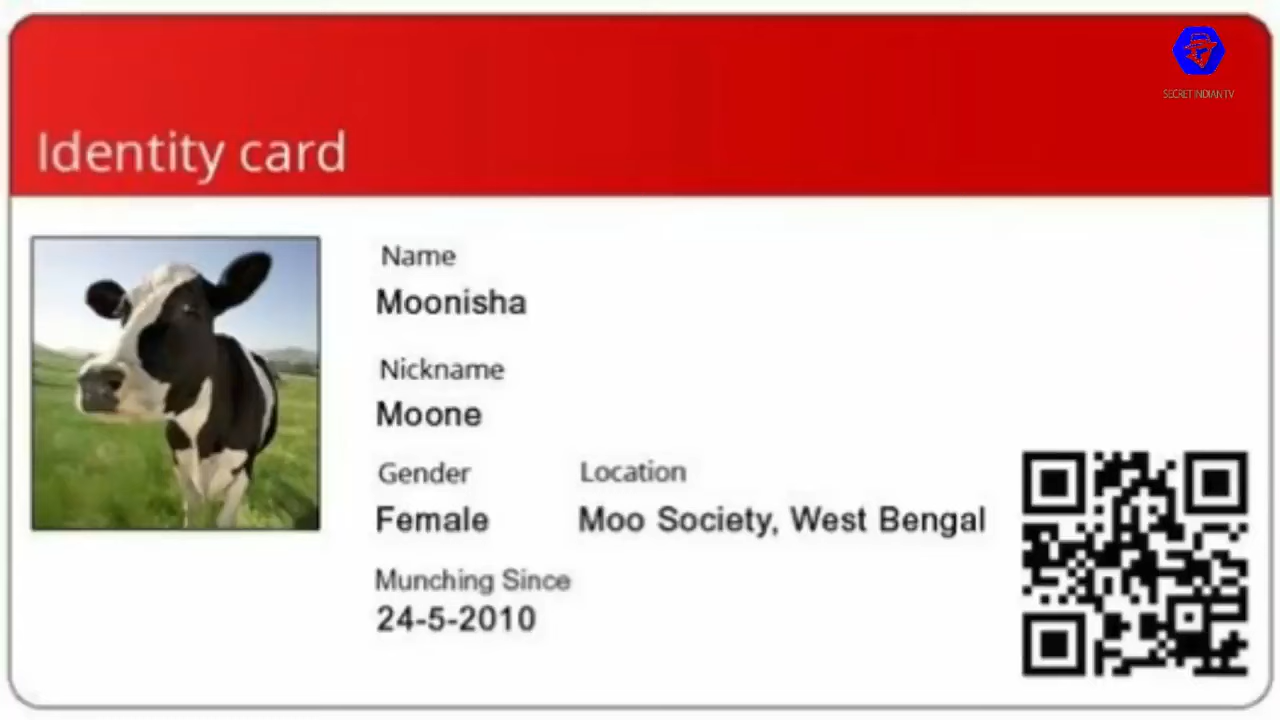 SECRET INDIAN TV
Identity card
Name
Moonisha
Nickname
Moone
Gender Location
Female Moo Society, West Bengal
Munching Since
24-5-2010